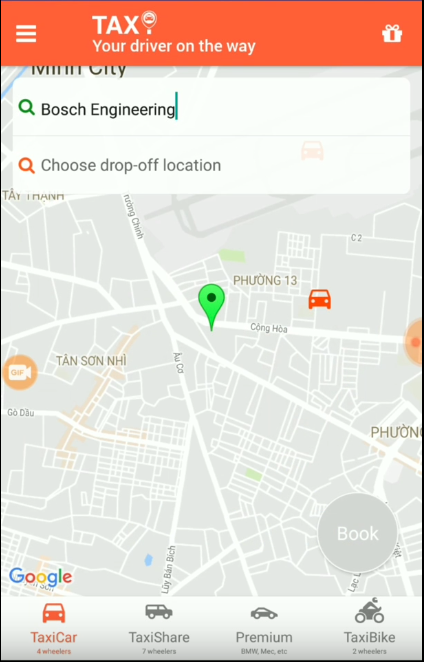 TAXI
Your driver on the way
Minh City
Bosch Engineering
Choose drop-off location
TÂY THẠNH
Trường Chinh
C 2
PHƯỜNG 13
Cộng Hòa
TÂN SƠN NHÌ
GIF
Âu Cơ
Gò Dầu
PHƯỜNG
Book
Lũy Bán Bích
Lạc L
Google
TaxiCar
4 wheelers
TaxiShare
7 wheelers
Premium
BMW, Mec, etc
TaxiBike
2 wheelers